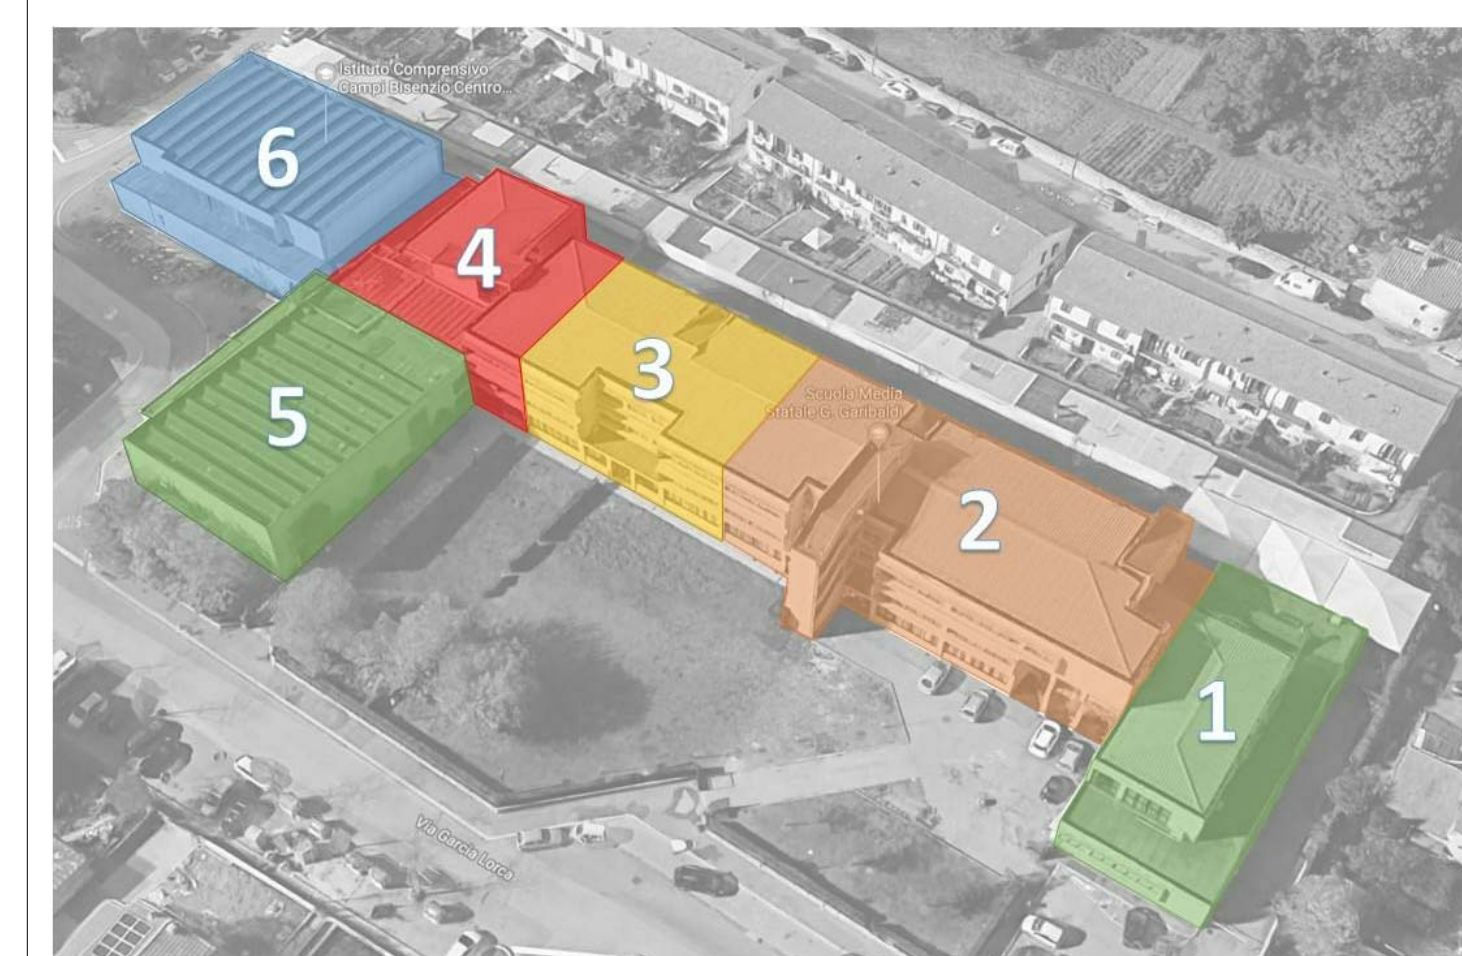 Istituto Comprensivo
Campi Bisenzio Centro...
6
4
3
5
Scuola Media
Statale G. Garibaldi
2
1
Via Garcia Lorca